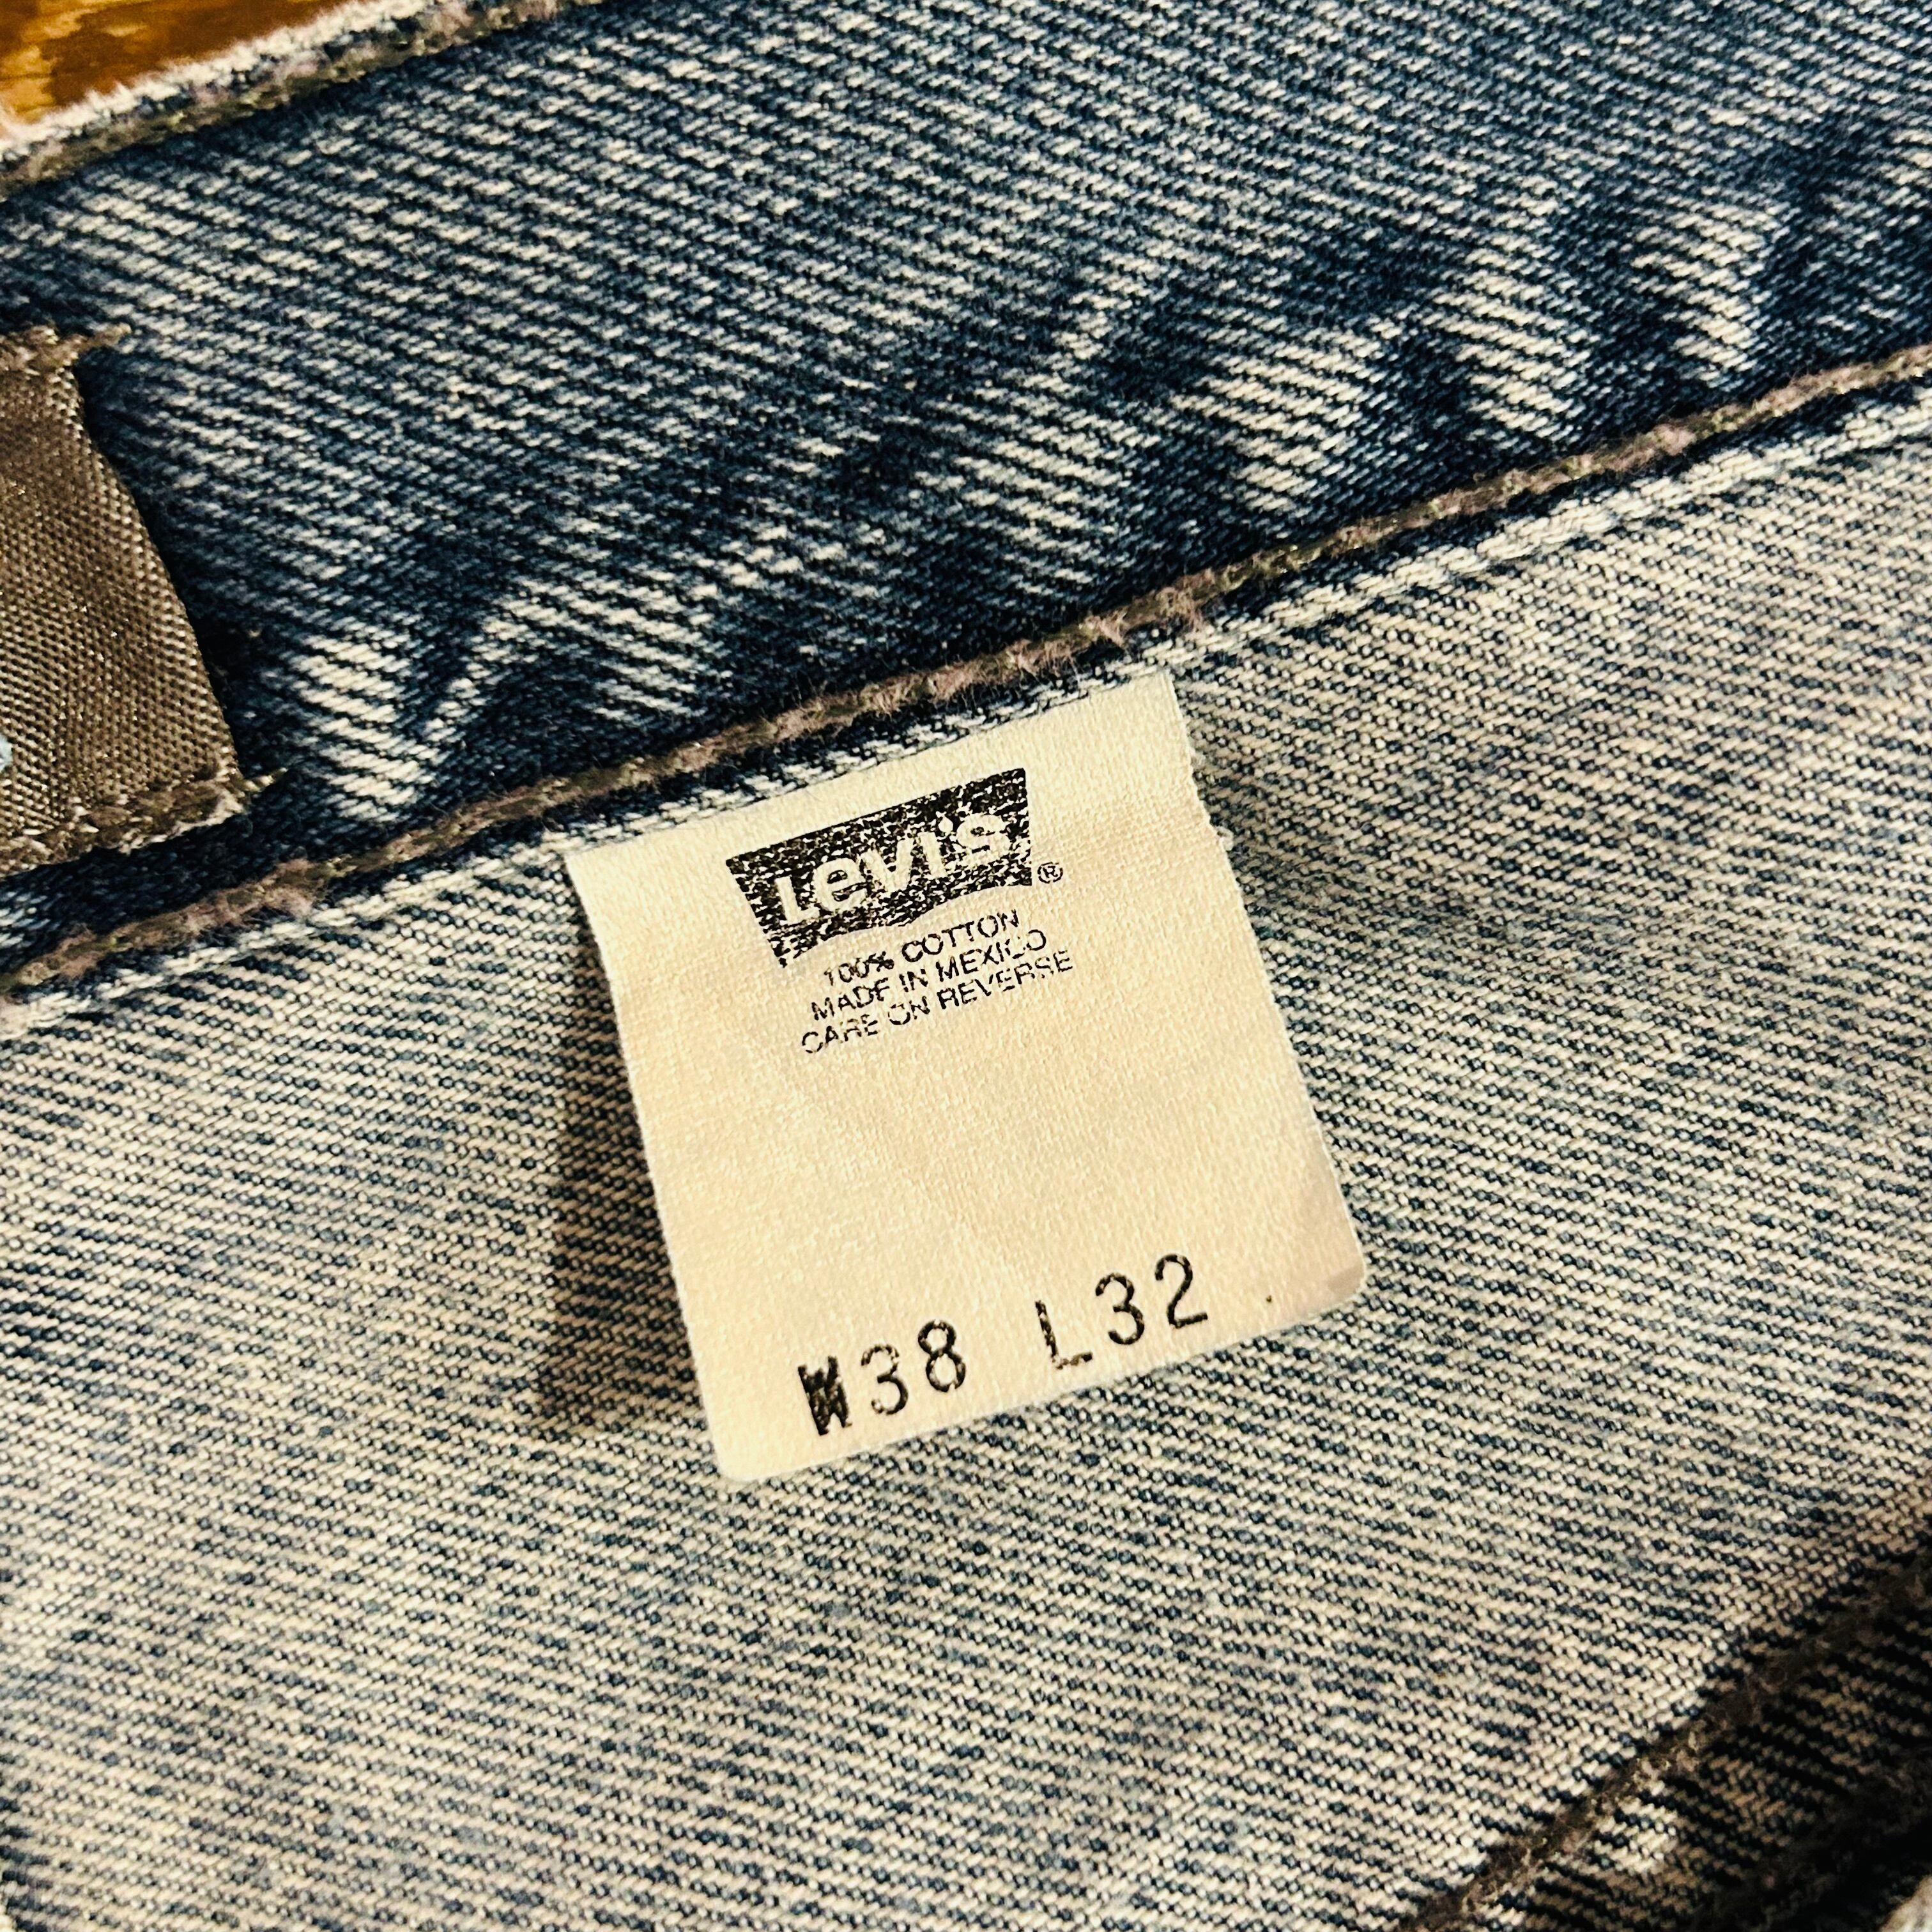 Levi's ®
100% COTTON
MADE IN MEXICO
CARE ON REVERSE
W38 L32